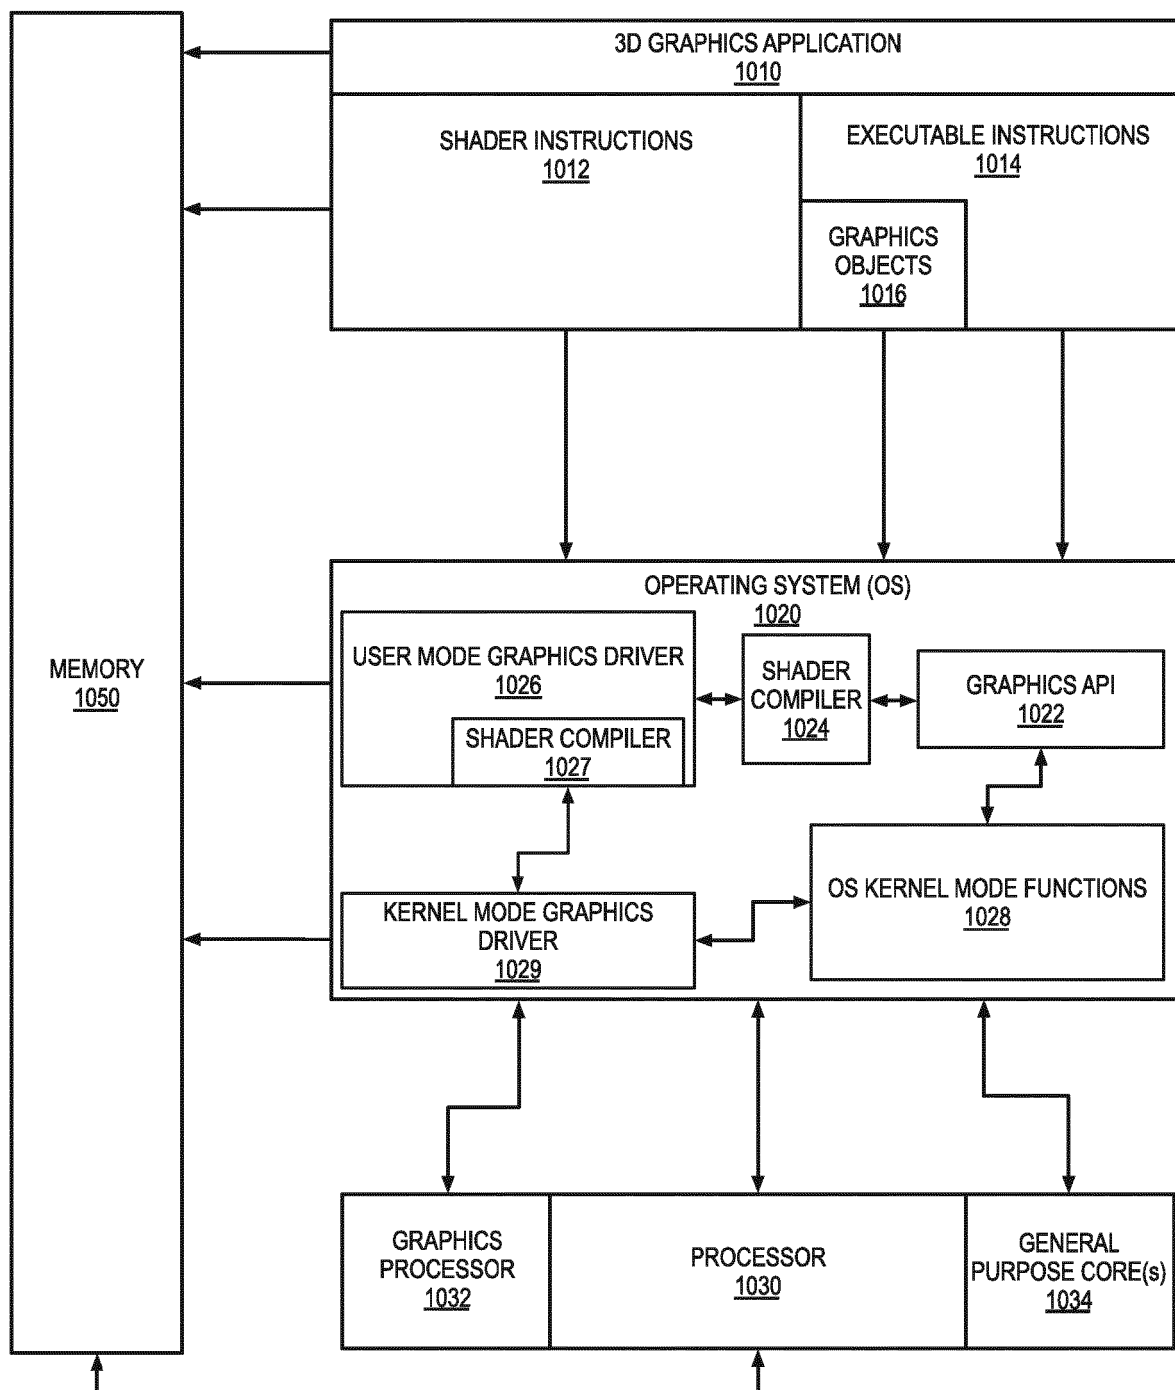 3D GRAPHICS APPLICATION
1010
SHADER INSTRUCTIONS
1012
EXECUTABLE INSTRUCTIONS
1014
GRAPHICS
OBJECTS
1016
OPERATING SYSTEM (OS)
1020
USER MODE GRAPHICS DRIVER
1026
SHADER COMPILER
1027
SHADER
COMPILER
1024
GRAPHICS API
1022
MEMORY
1050
KERNEL MODE GRAPHICS
DRIVER
1029
OS KERNEL MODE FUNCTIONS
1028
GRAPHICS
PROCESSOR
1032
PROCESSOR
1030
GENERAL
PURPOSE CORE(s)
1034